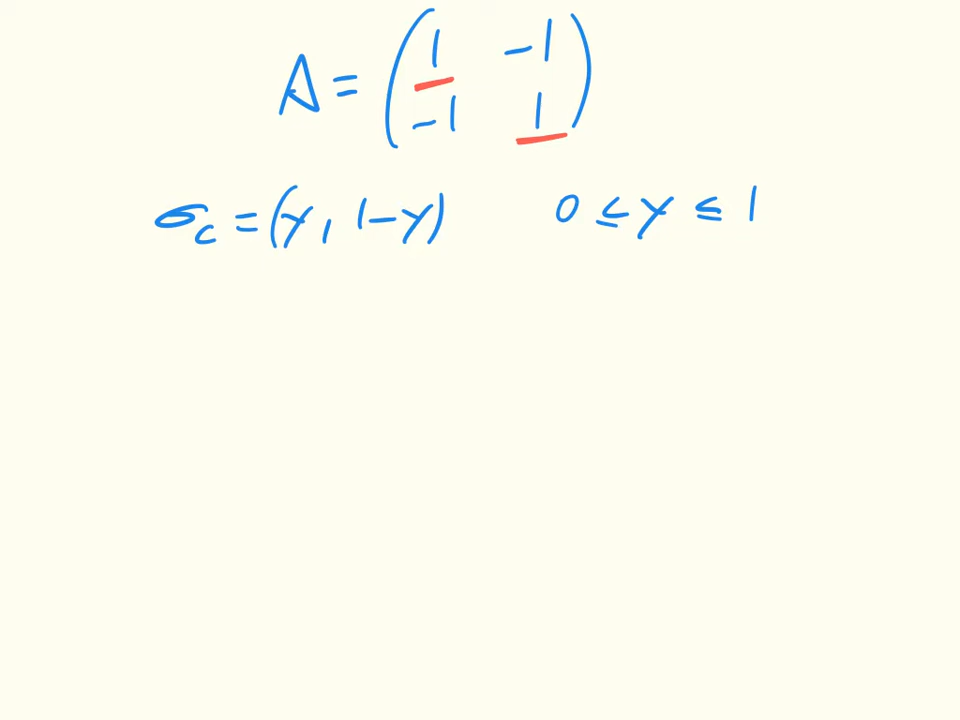 A = ( 1 -1
-1 1 )
σc = (y, 1-y) 0 ≤ y ≤ 1